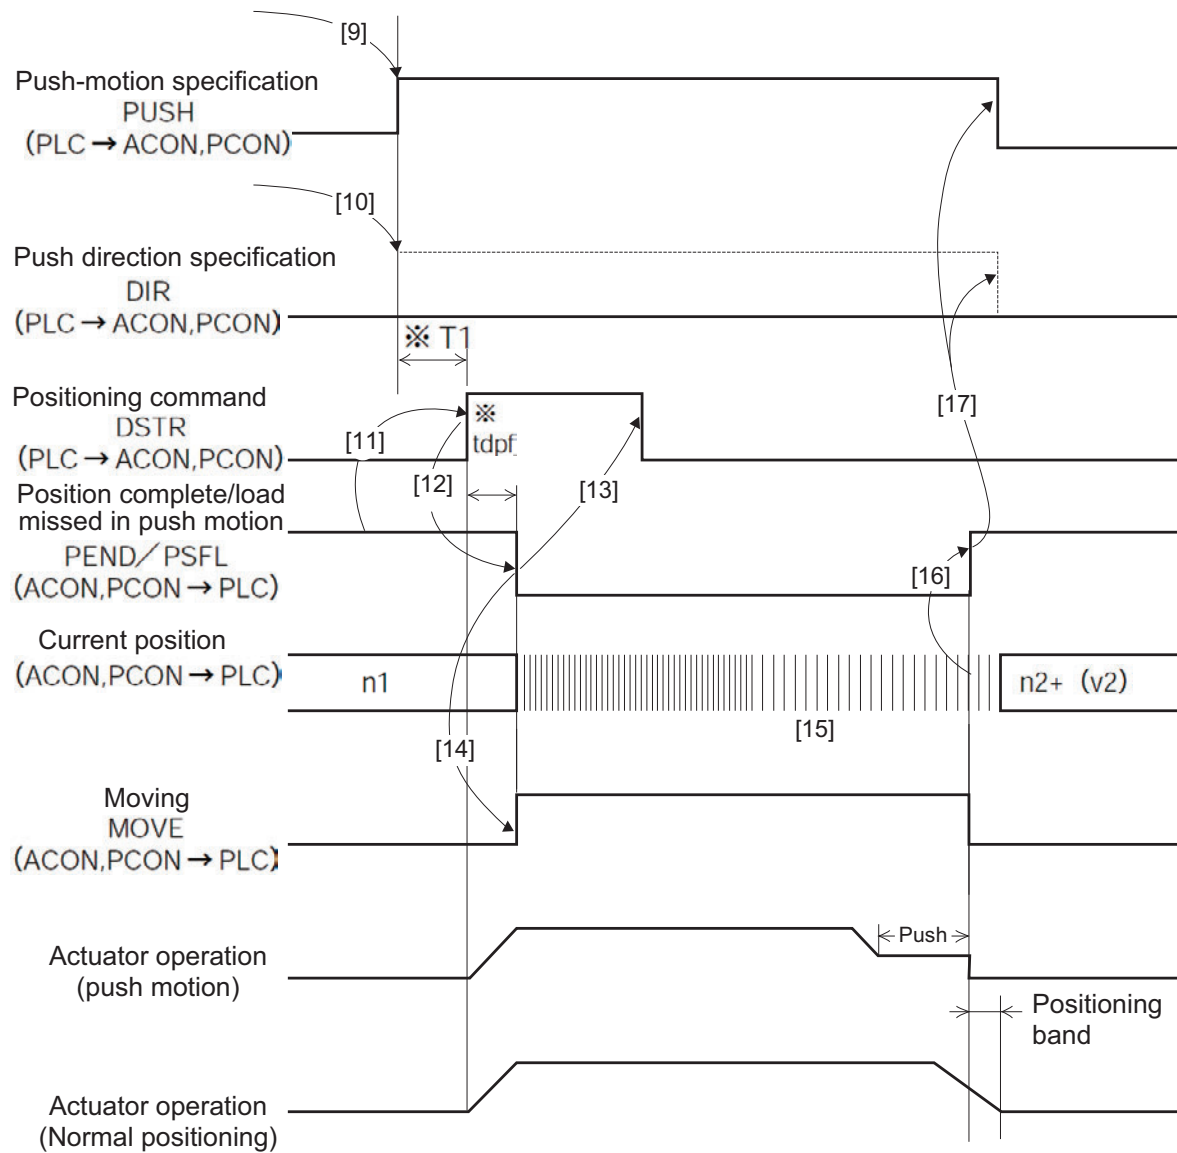 [9]
Push-motion specification
PUSH
(PLC → ACON,PCON)
[10]
Push direction specification
DIR
(PLC → ACON,PCON)
※ T1
Positioning command
DSTR
(PLC → ACON,PCON)
※
tdpf
[11]
[12]
[13]
[17]
Position complete/load
missed in push motion
PEND/PSFL
(ACON,PCON → PLC)
[16]
Current position
(ACON,PCON → PLC)
n1
n2+ (v2)
[15]
[14]
Moving
MOVE
(ACON,PCON → PLC)
Actuator operation
(push motion)
Push
Positioning
band
Actuator operation
(Normal positioning)